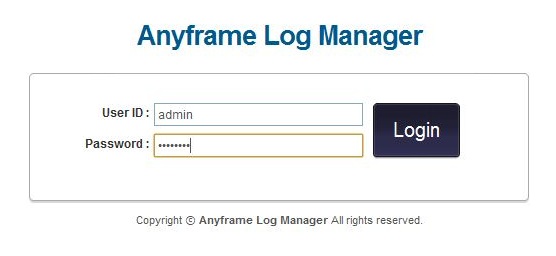 Anyframe Log Manager
User ID : admin
Password : ••••••••
Login
Copyright © Anyframe Log Manager All rights reserved.